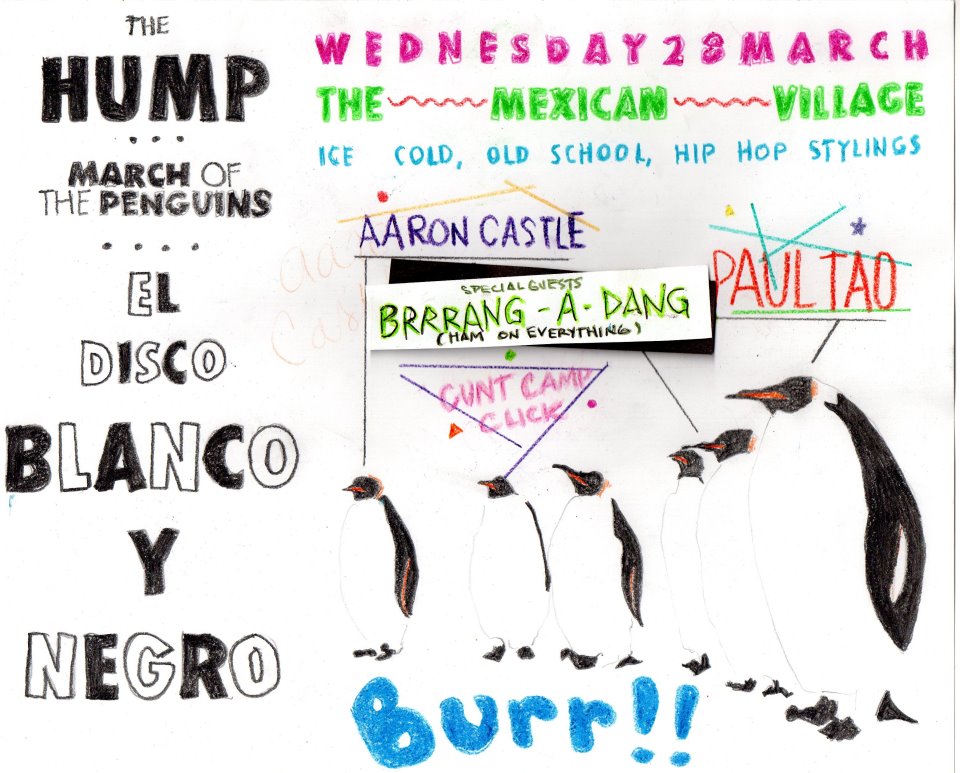 THE
HUMP
...
MARCH OF
THE PENGUINS
....
EL
DISCO
BLANCO
Y
NEGRO
WEDNESDAY 28 MARCH
THE MEXICAN VILLAGE
ICE COLD, OLD SCHOOL, HIP HOP STYLINGS
AARON CASTLE
PAUL TAO
SPECIAL GUESTS
BRRRANG-A-DANG
(HAM ON EVERYTHING)
CUNT CAMP
CLICK
Burr!!